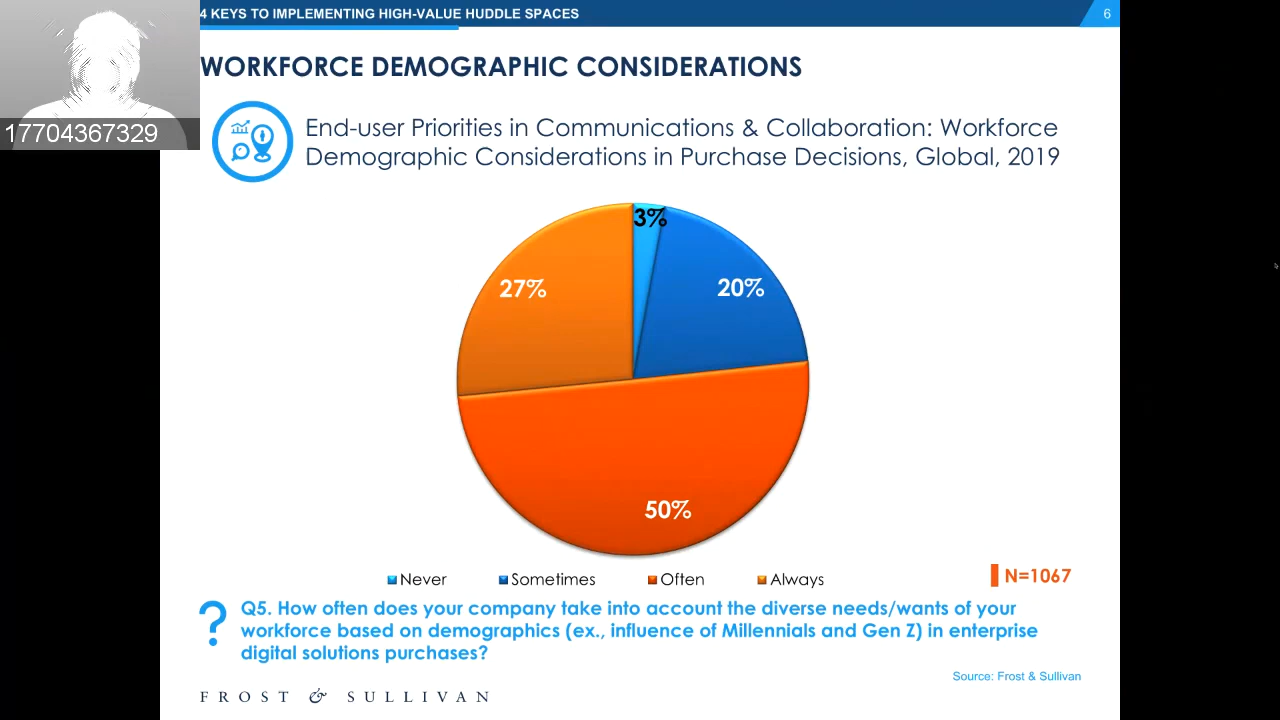 4 KEYS TO IMPLEMENTING HIGH-VALUE HUDDLE SPACES
6
WORKFORCE DEMOGRAPHIC CONSIDERATIONS
17704367329
End-user Priorities in Communications & Collaboration: Workforce
Demographic Considerations in Purchase Decisions, Global, 2019
3%
27%
20%
50%
Never
Sometimes
Often
Always
N=1067
? Q5. How often does your company take into account the diverse needs/wants of your
workforce based on demographics (ex., influence of Millennials and Gen Z) in enterprise
digital solutions purchases?
Source: Frost & Sullivan
FROST & SULLIVAN